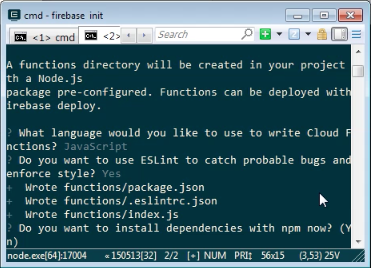 cmd - firebase init
<1> cmd
<2>
Search
A functions directory will be created in your project
th a Node.js
package pre-configured. Functions can be deployed with
irebase deploy.
? What language would you like to use to write Cloud F
nctions? JavaScript
? Do you want to use ESLint to catch probable bugs and
enforce style? Yes
+  Wrote functions/package.json
+  Wrote functions/.eslintrc.json
+  Wrote functions/index.js
? Do you want to install dependencies with npm now? (Y
n)
node.exe[64]:17004 « 150513[32] 2/2 [+] NUM PRI‡ 56x15 (3,53) 25V